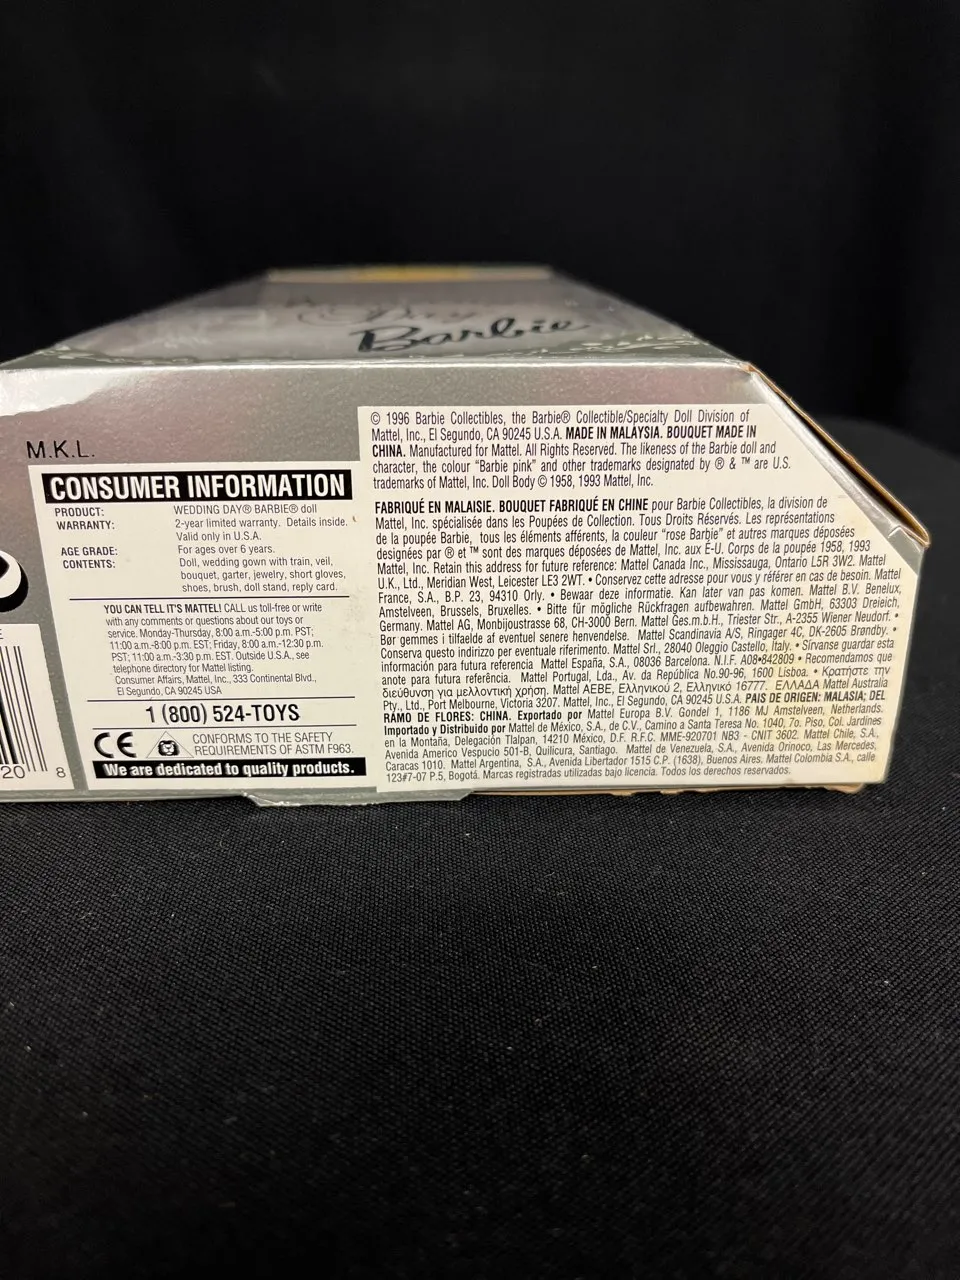 Day
Barbie
M.K.L.
CONSUMER INFORMATION
PRODUCT: WEDDING DAY® BARBIE® doll
WARRANTY: 2-year limited warranty. Details inside.
Valid only in U.S.A.
AGE GRADE: For ages over 6 years.
CONTENTS: Doll, wedding gown with train, veil,
bouquet, garter, jewelry, short gloves,
shoes, brush, doll stand, reply card.
YOU CAN TELL IT'S MATTEL! CALL us toll-free or write
with any comments or questions about our toys or
service. Monday-Thursday, 8:00 a.m.-5:00 p.m. PST;
11:00 a.m.-8:00 p.m. EST; Friday, 8:00 a.m.-12:30 p.m.
PST; 11:00 a.m.-3:30 p.m. EST. Outside U.S.A., see
telephone directory for Mattel listing.
Consumer Affairs, Mattel, Inc., 333 Continental Blvd.,
El Segundo, CA 90245 USA
1 (800) 524-TOYS
CE
CONFORMS TO THE SAFETY
REQUIREMENTS OF ASTM F963.
We are dedicated to quality products.
20 8
© 1996 Barbie Collectibles, the Barbie® Collectible/Specialty Doll Division of
Mattel, Inc., El Segundo, CA 90245 U.S.A. MADE IN MALAYSIA. BOUQUET MADE IN
CHINA. Manufactured for Mattel. All Rights Reserved. The likeness of the Barbie doll and
character, the colour "Barbie pink" and other trademarks designated by ® & ™ are U.S.
trademarks of Mattel, Inc. Doll Body © 1958, 1993 Mattel, Inc.
FABRIQUÉ EN MALAISIE. BOUQUET FABRIQUÉ EN CHINE pour Barbie Collectibles, la division de
Mattel, Inc. spécialisée dans les Poupées de Collection. Tous Droits Réservés. Les représentations
de la poupée Barbie, tous les éléments afférents, la couleur "rose Barbie" et autres marques déposées
designées par ® et ™ sont des marques déposées de Mattel, Inc. aux É-U. Corps de la poupée 1958, 1993
Mattel, Inc. Retain this address for future reference: Mattel Canada Inc., Mississauga, Ontario L5R 3W2. Mattel
U.K., Ltd., Meridian West, Leicester LE3 2WT. • Conservez cette adresse pour vous y référer en cas de besoin. Mattel
France, S.A., B.P. 23, 94310 Orly. • Bewaar deze informatie. Kan later van pas komen. Mattel B.V. Benelux,
Amstelveen, Brussels, Bruxelles. • Bitte für mögliche Rückfragen aufbewahren. Mattel GmbH, 63303 Dreieich,
Germany. Mattel AG, Monbijoustrasse 68, CH-3000 Bern. Mattel Ges.m.b.H., Triester Str., A-2355 Wiener Neudorf. •
Bør gemmes i tilfaelde af eventuel senere henvendelse. Mattel Scandinavia A/S, Ringager 4C, DK-2605 Brøndby. •
Conserva questo indirizzo per eventuale riferimento. Mattel Srl., 28040 Oleggio Castello, Italy. • Sírvanse guardar esta
información para futura referencia Mattel España, S.A., 08036 Barcelona. N.I.F. A08•842809 • Recomendamos que
anote para futura referência. Mattel Portugal, Lda., Av. da República No.90-96, 1600 Lisboa. • Κρατήστε την
διεύθυνση για μελλοντική χρήση. Mattel AEBE, Ελληνικού 2, Ελληνικό 16777. ΕΛΛΑΔΑ Mattel Australia
Pty., Ltd., Port Melbourne, Victoria 3207. Mattel, Inc., El Segundo, CA 90245 U.S.A. PAIS DE ORIGEN: MALASIA; DEL
RAMO DE FLORES: CHINA. Exportado por Mattel Europa B.V. Gondel 1, 1186 MJ Amstelveen, Netherlands.
Importado y Distribuido por Mattel de México, S.A., de C.V., Camino a Santa Teresa No. 1040, 7o. Piso, Col. Jardines
en la Montaña, Delegación Tlalpan, 14210 México, D.F. R.F.C. MME-920701 NB3 - CNIT 3602. Mattel Chile, S.A.,
Avenida Americo Vespucio 501-B, Quilicura, Santiago. Mattel de Venezuela, S.A., Avenida Orinoco, Las Mercedes,
Caracas 1010. Mattel Argentina, S.A., Avenida Libertador 1515 C.P. (1638), Buenos Aires. Mattel Colombia S.A., calle
123#7-07 P.5, Bogotá. Marcas registradas utilizadas bajo licencia. Todos los derechos reservados.